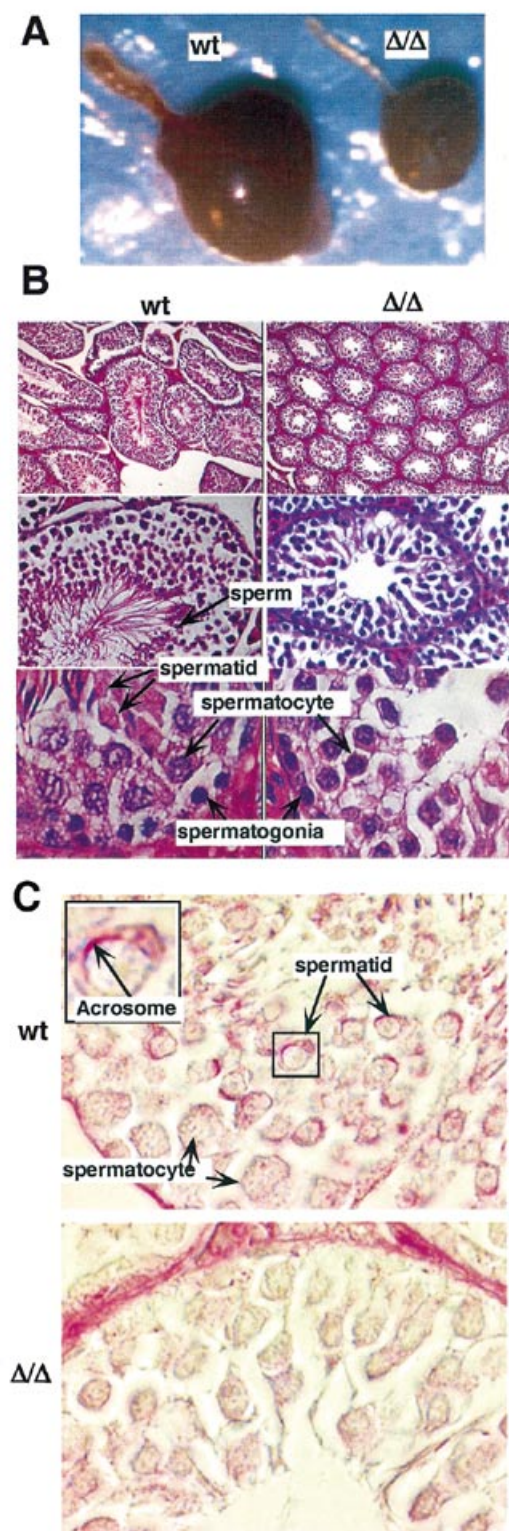 A
wt Δ/Δ
B
wt Δ/Δ
sperm
spermatid
spermatocyte
spermatogonia
C
wt
Acrosome
spermatid
spermatocyte
Δ/Δ